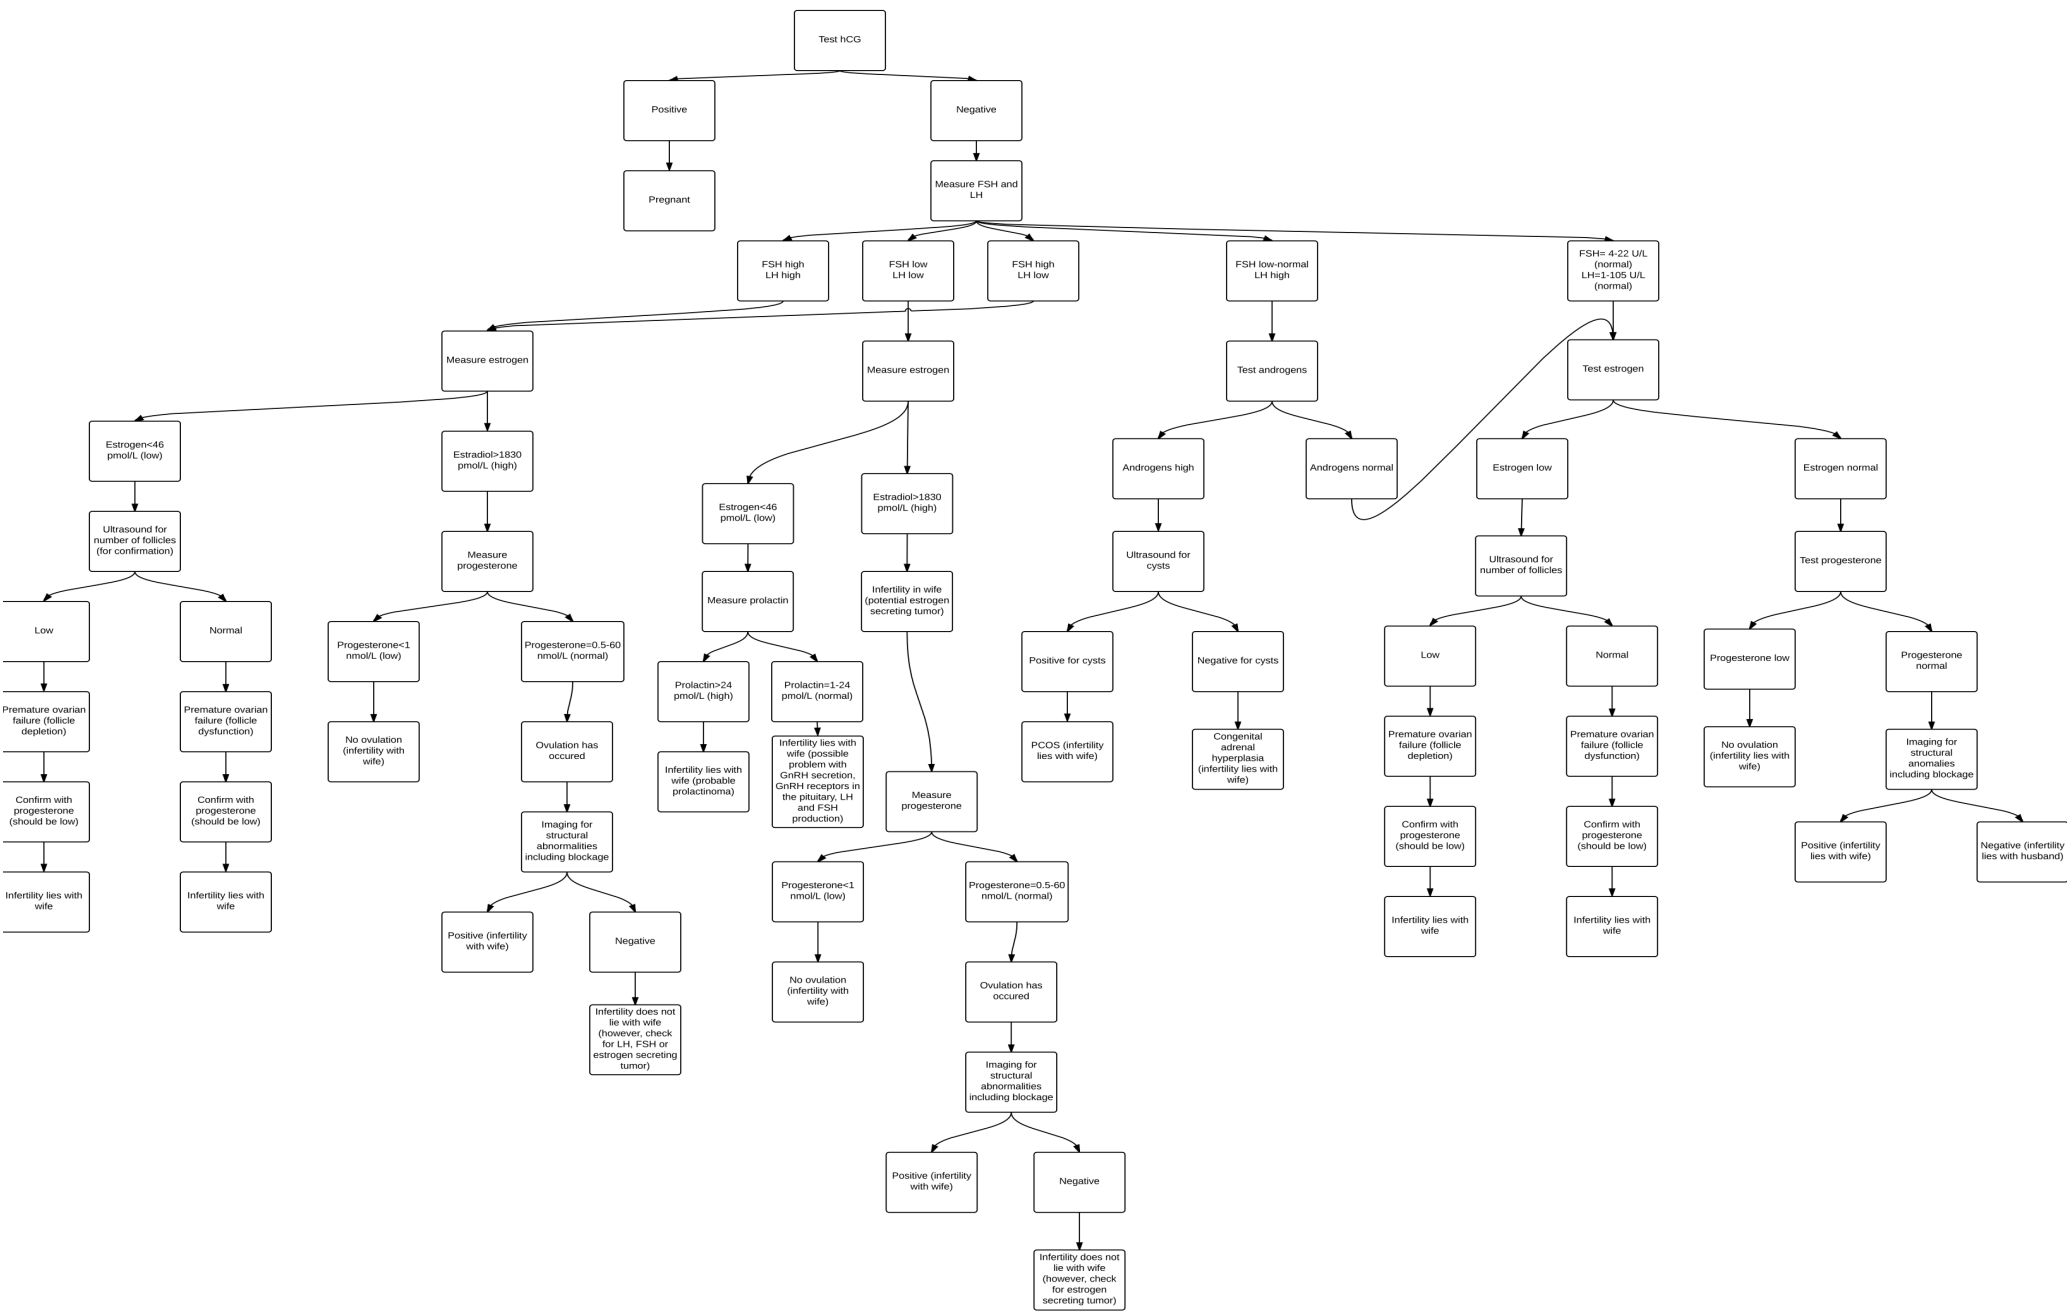 Test hCG
Positive
Negative
Pregnant
Measure FSH and
LH
FSH high
LH high
FSH low
LH low
FSH high
LH low
FSH low-normal
LH high
FSH= 4-22 U/L
(normal)
LH=1-105 U/L
(normal)
Measure estrogen
Measure estrogen
Test androgens
Test estrogen
Estrogen<46
pmol/L (low)
Estradiol>1830
pmol/L (high)
Estrogen<46
pmol/L (low)
Estradiol>1830
pmol/L (high)
Androgens high
Androgens normal
Estrogen low
Estrogen normal
Ultrasound for
number of follicles
(for confirmation)
Measure
progesterone
Measure prolactin
Infertility in wife
(potential estrogen
secreting tumor)
Ultrasound for
cysts
Ultrasound for
number of follicles
Test progesterone
Low
Normal
Progesterone<1
nmol/L (low)
Progesterone=0.5-60
nmol/L (normal)
Prolactin>24
pmol/L (high)
Prolactin=1-24
pmol/L (normal)
Positive for cysts
Negative for cysts
Low
Normal
Progesterone low
Progesterone
normal
Premature ovarian
failure (follicle
depletion)
Premature ovarian
failure (follicle
dysfunction)
No ovulation
(infertility with
wife)
Ovulation has
occured
Infertility lies with
wife (probable
prolactinoma)
Infertility lies with
wife (possible
problem with
GnRH secretion,
GnRH receptors in
the pituitary, LH
and FSH
production)
Measure
progesterone
PCOS (infertility
lies with wife)
Congenital
adrenal
hyperplasia
(infertility lies with
wife)
Premature ovarian
failure (follicle
depletion)
Premature ovarian
failure (follicle
dysfunction)
No ovulation
(infertility lies with
wife)
Imaging for
structural
anomalies
including blockage
Confirm with
progesterone
(should be low)
Confirm with
progesterone
(should be low)
Imaging for
structural
abnormalities
including blockage
Confirm with
progesterone
(should be low)
Confirm with
progesterone
(should be low)
Positive (infertility
lies with wife)
Negative (infertility
lies with husband)
Infertility lies with
wife
Infertility lies with
wife
Positive (infertility
with wife)
Negative
Progesterone<1
nmol/L (low)
Progesterone=0.5-60
nmol/L (normal)
Infertility lies with
wife
Infertility lies with
wife
Infertility does not
lie with wife
(however, check
for LH, FSH or
estrogen secreting
tumor)
No ovulation
(infertility with
wife)
Ovulation has
occured
Imaging for
structural
abnormalities
including blockage
Positive (infertility
with wife)
Negative
Infertility does not
lie with wife
(however, check
for estrogen
secreting tumor)